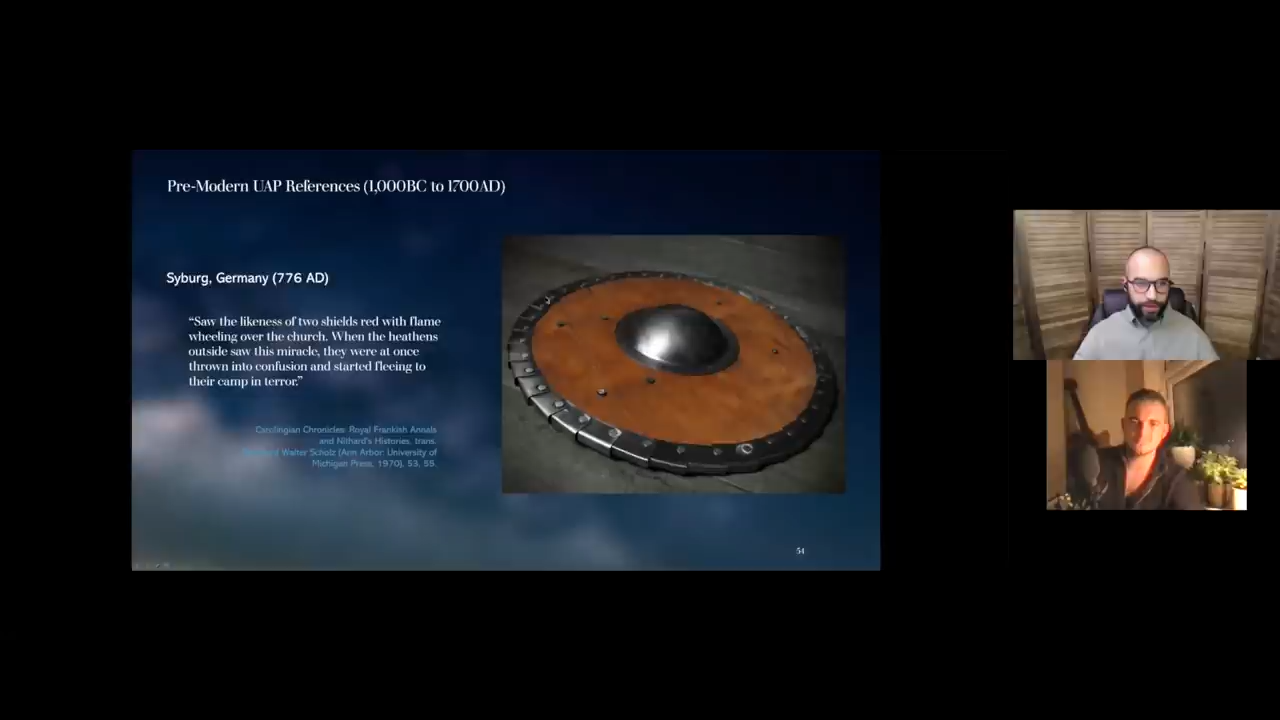 Pre-Modern UAP References (1,000BC to 1700AD)
Syburg, Germany (776 AD)
“Saw the likeness of two shields red with flame
wheeling over the church. When the heathens
outside saw this miracle, they were at once
thrown into confusion and started fleeing to
their camp in terror.”
Carolingian Chronicles: Royal Frankish Annals
and Nithard's Histories, trans.
Walter Scholz (Ann Arbor: University of
Michigan Press, 1970), 53, 55.
54